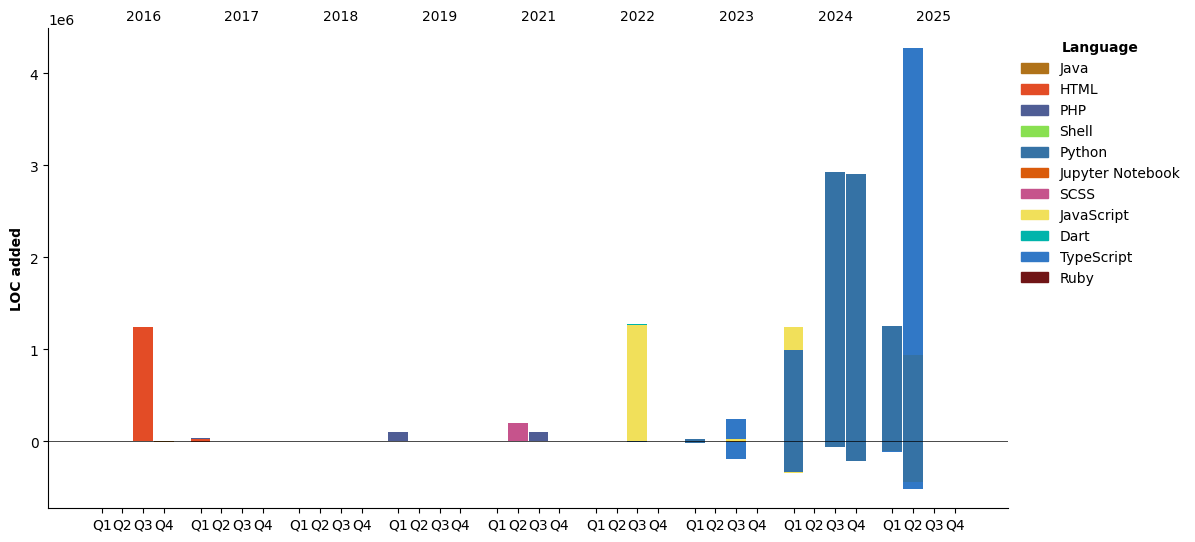 1e6
2016 2017 2018 2019 2021 2022 2023 2024 2025
LOC added
4
3
2
1
0
Q1 Q2 Q3 Q4 Q1 Q2 Q3 Q4 Q1 Q2 Q3 Q4 Q1 Q2 Q3 Q4 Q1 Q2 Q3 Q4 Q1 Q2 Q3 Q4 Q1 Q2 Q3 Q4 Q1 Q2 Q3 Q4 Q1 Q2 Q3 Q4
Language
Java
HTML
PHP
Shell
Python
Jupyter Notebook
SCSS
JavaScript
Dart
TypeScript
Ruby